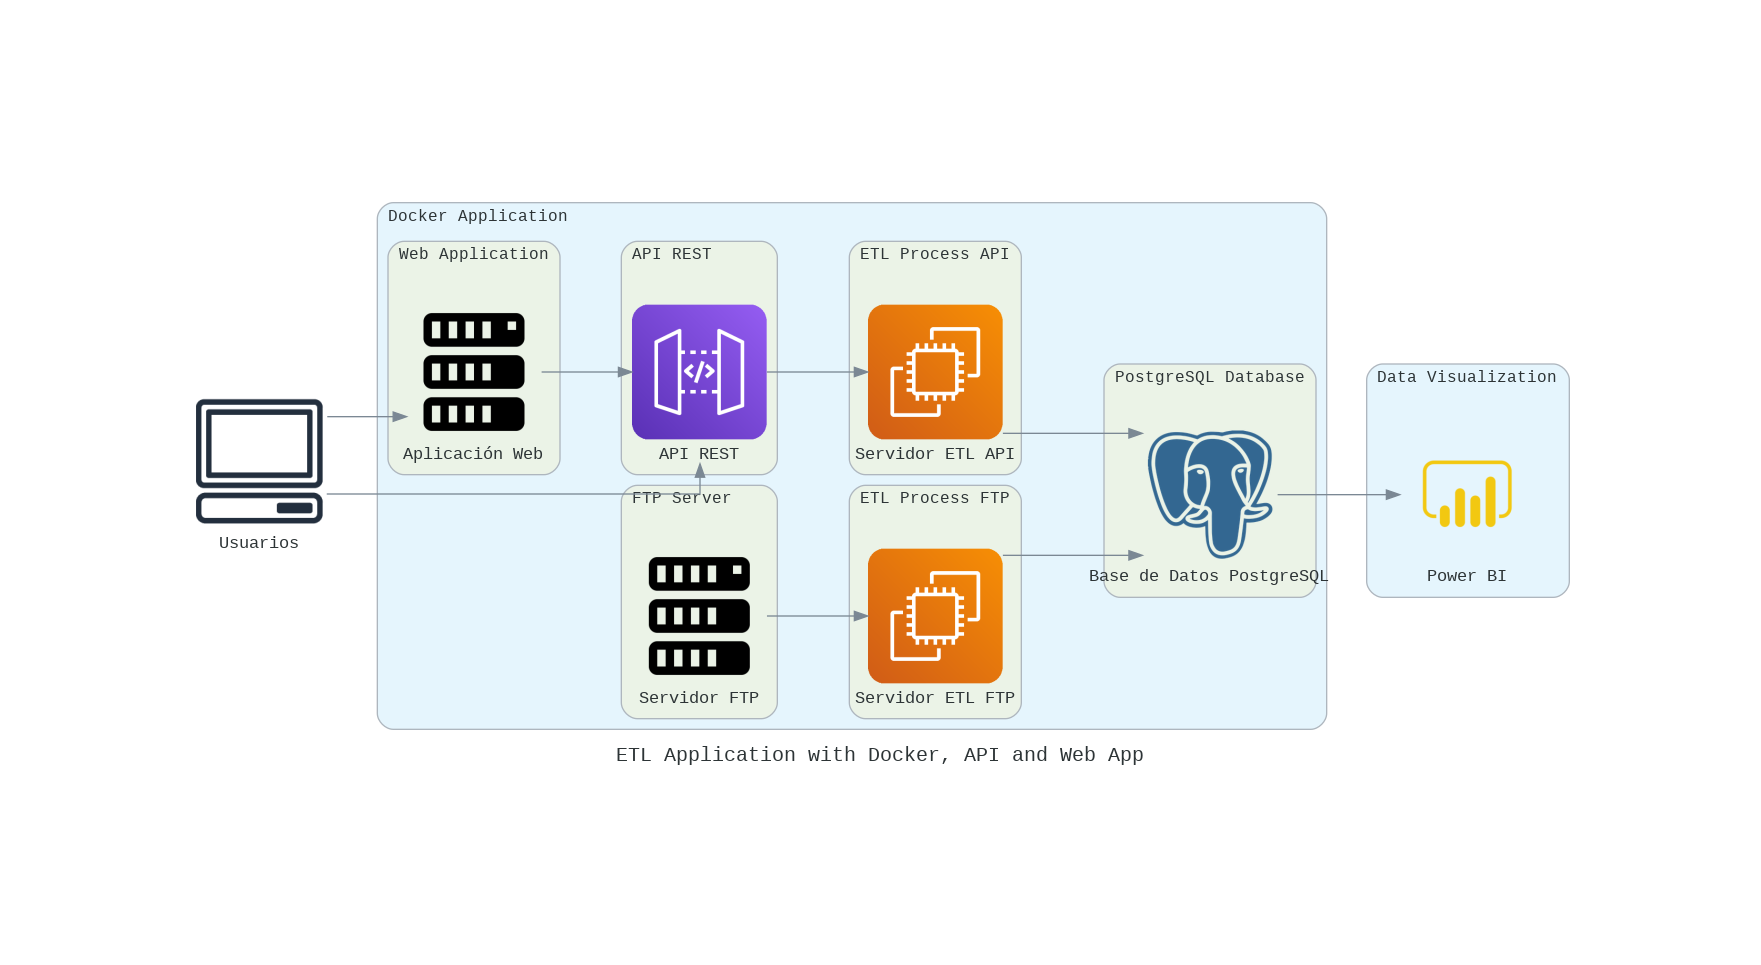 Docker Application
Web Application
API REST
ETL Process API
Aplicación Web
API REST
Servidor ETL API
PostgreSQL Database
Data Visualization
Usuarios
FTP Server
ETL Process FTP
Base de Datos PostgreSQL
Power BI
Servidor FTP
Servidor ETL FTP
ETL Application with Docker, API and Web App